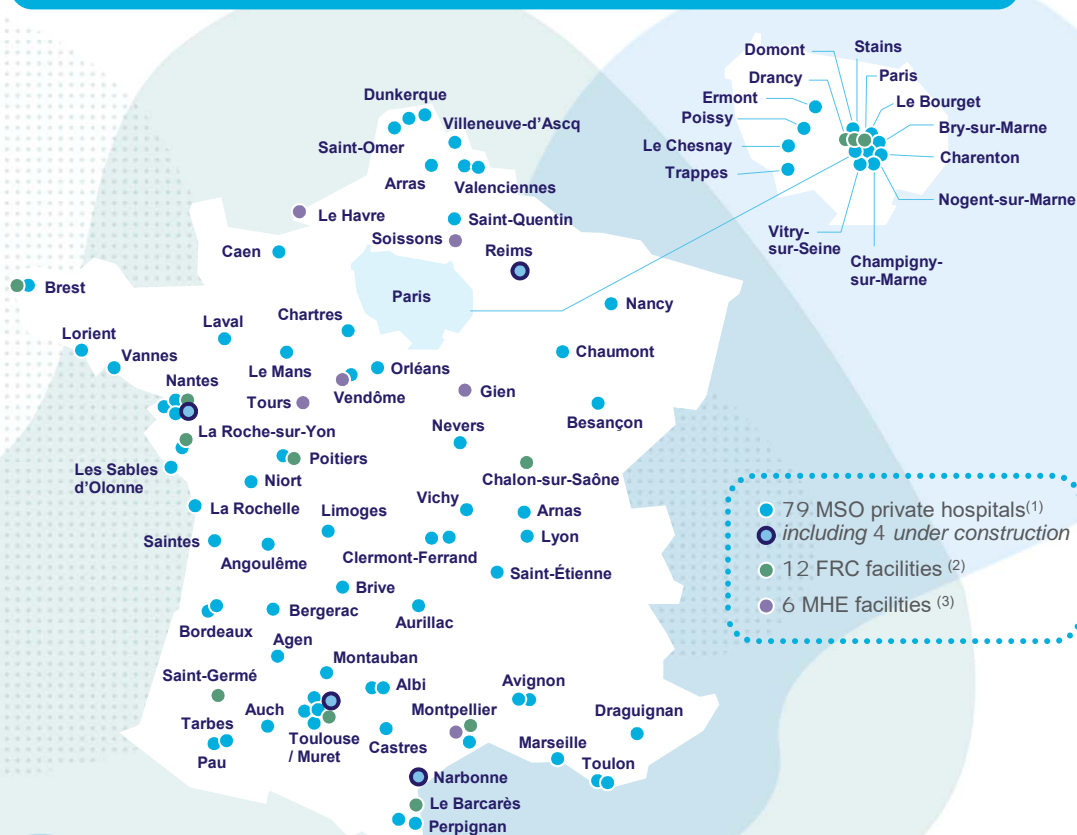 Domont
Stains
Drancy
Paris
Ermont
Le Bourget
Poissy
Bry-sur-Marne
Le Chesnay
Charenton
Trappes
Nogent-sur-Marne
Vitry-
sur-Seine
Champigny-
sur-Marne
Dunkerque
Villeneuve-d'Ascq
Saint-Omer
Arras
Valenciennes
Le Havre
Saint-Quentin
Soissons
Caen
Reims
Brest
Paris
Nancy
Lorient
Laval
Chartres
Vannes
Chaumont
Nantes
Le Mans
Orléans
Tours
Vendôme
Gien
Besançon
La Roche-sur-Yon
Nevers
Poitiers
Les Sables
d'Olonne
Niort
Chalon-sur-Saône
Vichy
La Rochelle
Limoges
Arnas
Saintes
Angoulême
Clermont-Ferrand
Lyon
Saint-Étienne
Brive
Bergerac
Bordeaux
Aurillac
Agen
Montauban
Saint-Germé
Albi
Avignon
Auch
Montpellier
Draguignan
Tarbes
Toulouse
/ Muret
Castres
Marseille
Pau
Toulon
Narbonne
Le Barcarès
Perpignan
79 MSO private hospitals(1)
including 4 under construction
12 FRC facilities (2)
6 MHE facilities (3)